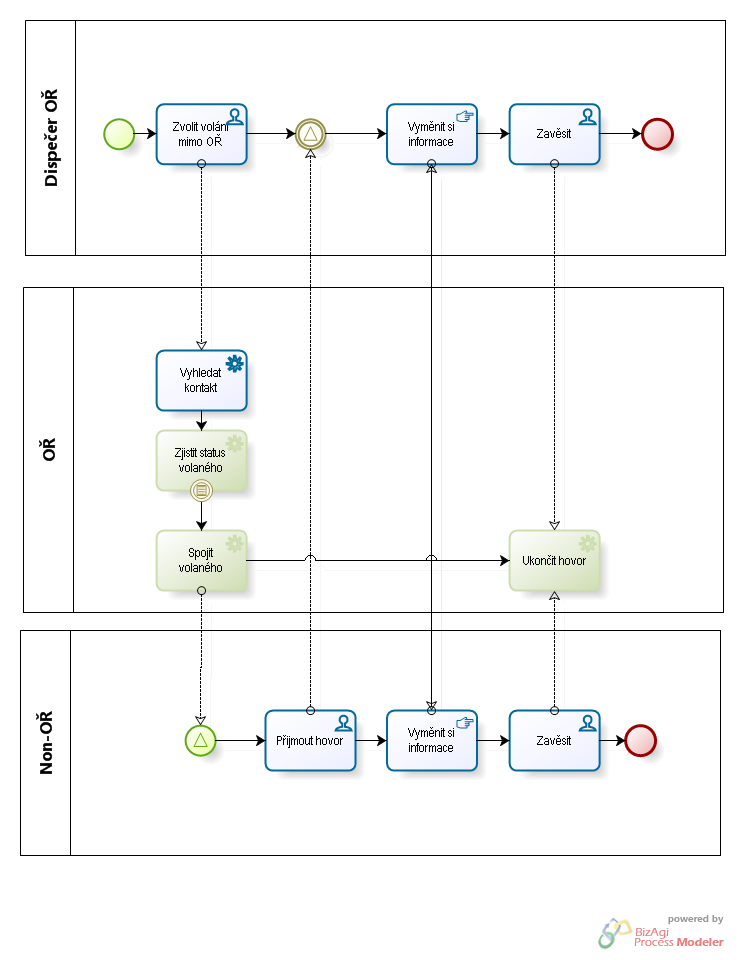 Dispečer OŘ
Zvolit volání
mimo OŘ
Vyměnit si
informace
Zavěsit
OŘ
Vyhledat
kontakt
Zjistit status
volaného
Spojit
volaného
Ukončit hovor
Non-OŘ
Přijmout hovor
Vyměnit si
informace
Zavěsit
powered by
BizAgi
Process Modeler